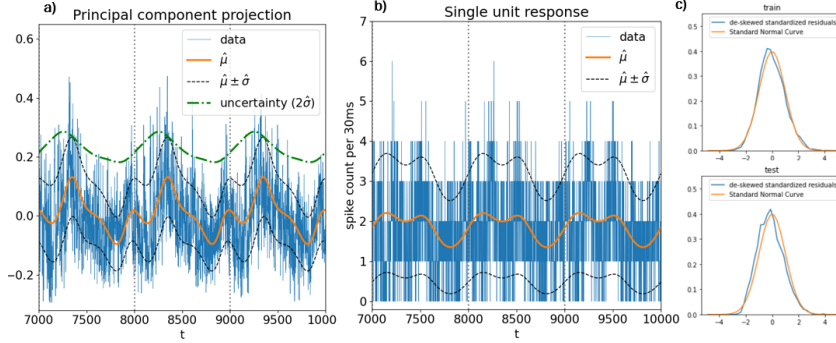 a)
Principal component projection
0.6
0.4
0.2
0.0
−0.2
data
μ̂
μ̂ ± σ̂
uncertainty (2σ̂)
7000 7500 8000 8500 9000 9500 10000
t
b)
Single unit response
spike count per 30ms
7
6
5
4
3
2
1
0
data
μ̂
μ̂ ± σ̂
7000 7500 8000 8500 9000 9500 10000
t
c)
train
de-skewed standardized residuals
Standard Normal Curve
0.5
0.4
0.3
0.2
0.1
0.0
−4 −2 0 2 4
test
de-skewed standardized residuals
Standard Normal Curve
0.5
0.4
0.3
0.2
0.1
0.0
−4 −2 0 2 4